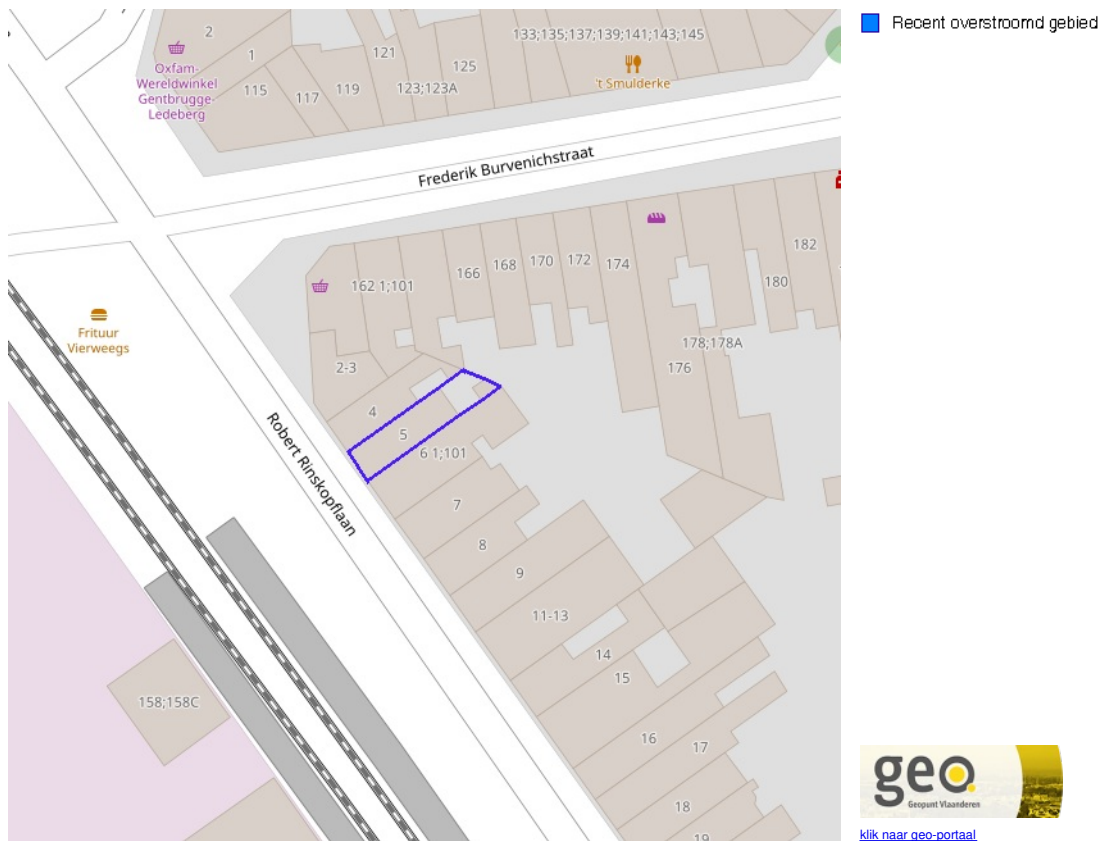 Recent overstroomd gebied
2
1
121
125
133;135;137;139;141;143;145
't Smulderke
Oxfam-
Wereldwinkel
Gentbrugge-
Ledeberg
115
117
119
123;123A
Frederik Burvenichstraat
162 1;101
166
168
170
172
174
180
182
178;178A
176
Frituur
Vierweegs
2-3
4
5
6 1;101
Robert Rinskopflaan
7
8
9
11-13
14
15
16
17
18
19
158;158C
geo
Geopunt Vlaanderen
klik naar geo-portaal